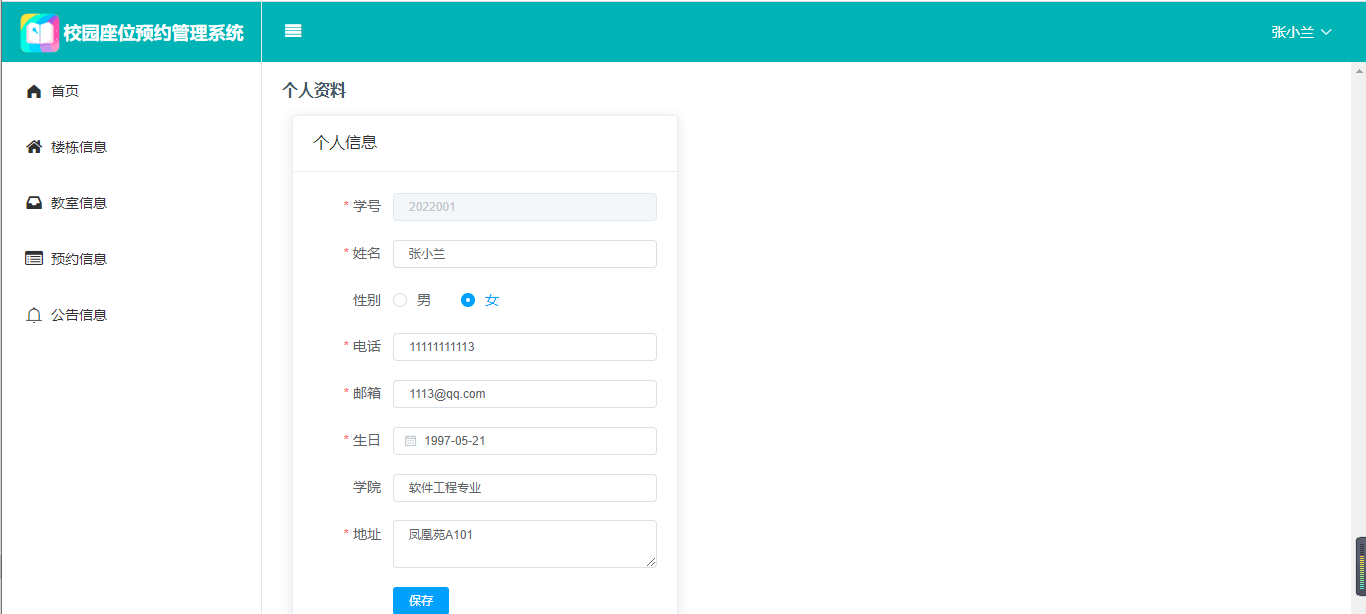 校园座位预约管理系统
张小兰
首页
楼栋信息
教室信息
预约信息
公告信息
个人资料
个人信息
* 学号 2022001
* 姓名 张小兰
性别 男 女
* 电话 11111111113
* 邮箱 1113@qq.com
* 生日 1997-05-21
学院 软件工程专业
* 地址 凤凰苑A101
保存